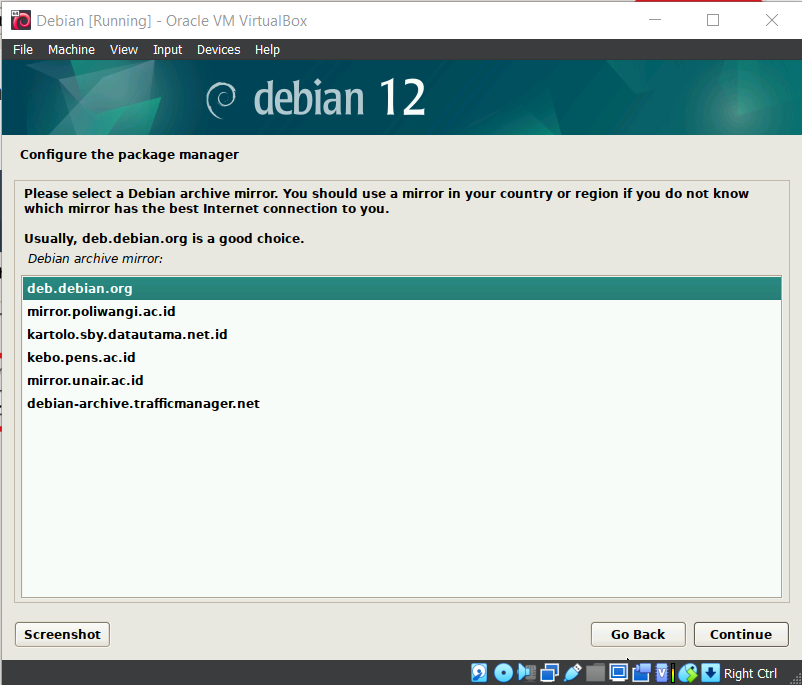 Debian [Running] - Oracle VM VirtualBox
File Machine View Input Devices Help
debian 12
Configure the package manager
Please select a Debian archive mirror. You should use a mirror in your country or region if you do not know
which mirror has the best Internet connection to you.
Usually, deb.debian.org is a good choice.
Debian archive mirror:
deb.debian.org
mirror.poliwangi.ac.id
kartolo.sby.datautama.net.id
kebo.pens.ac.id
mirror.unair.ac.id
debian-archive.trafficmanager.net
Screenshot Go Back Continue
Right Ctrl